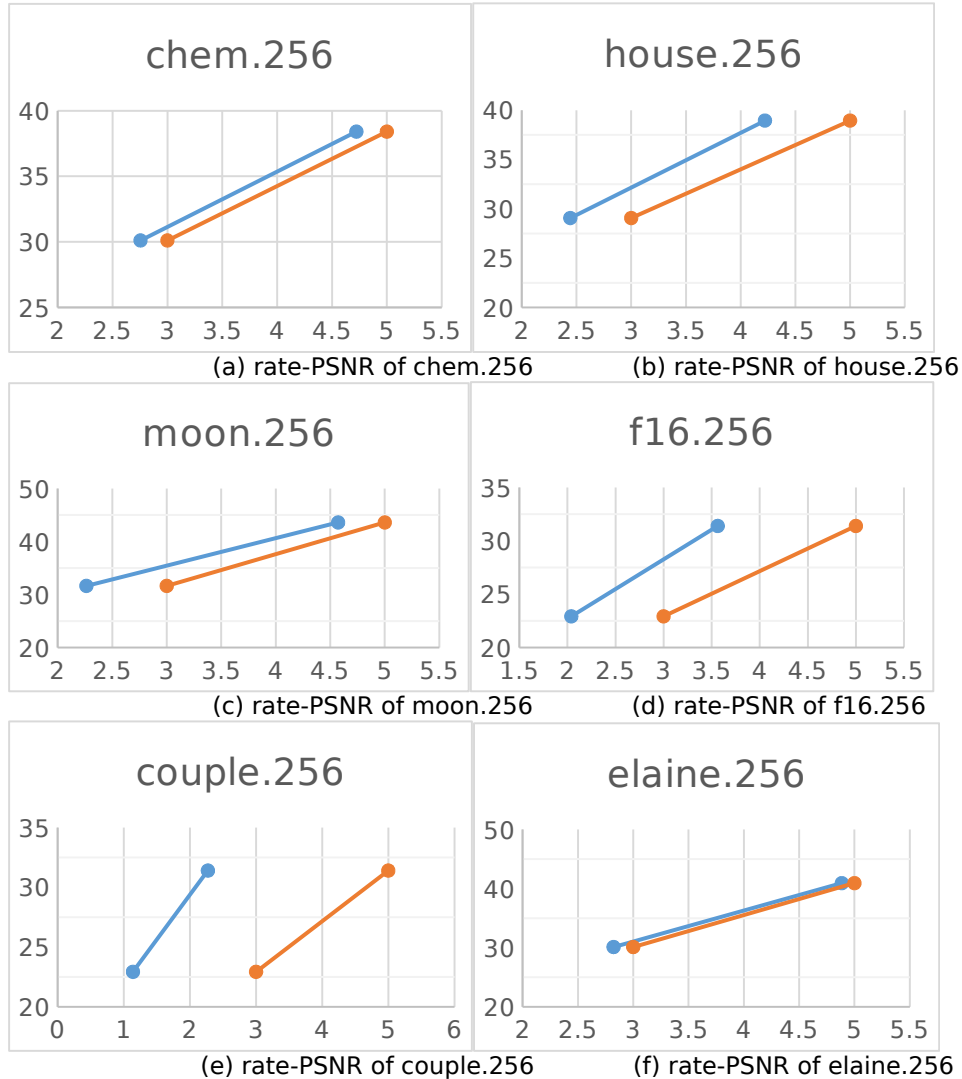 chem.256
40
35
30
25
2 2.5 3 3.5 4 4.5 5 5.5
(a) rate-PSNR of chem.256
house.256
40
35
30
25
20
2 2.5 3 3.5 4 4.5 5 5.5
(b) rate-PSNR of house.256
moon.256
50
40
30
20
2 2.5 3 3.5 4 4.5 5 5.5
(c) rate-PSNR of moon.256
f16.256
35
30
25
20
1.5 2 2.5 3 3.5 4 4.5 5 5.5
(d) rate-PSNR of f16.256
couple.256
35
30
25
20
0 1 2 3 4 5 6
(e) rate-PSNR of couple.256
elaine.256
50
40
30
20
2 2.5 3 3.5 4 4.5 5 5.5
(f) rate-PSNR of elaine.256